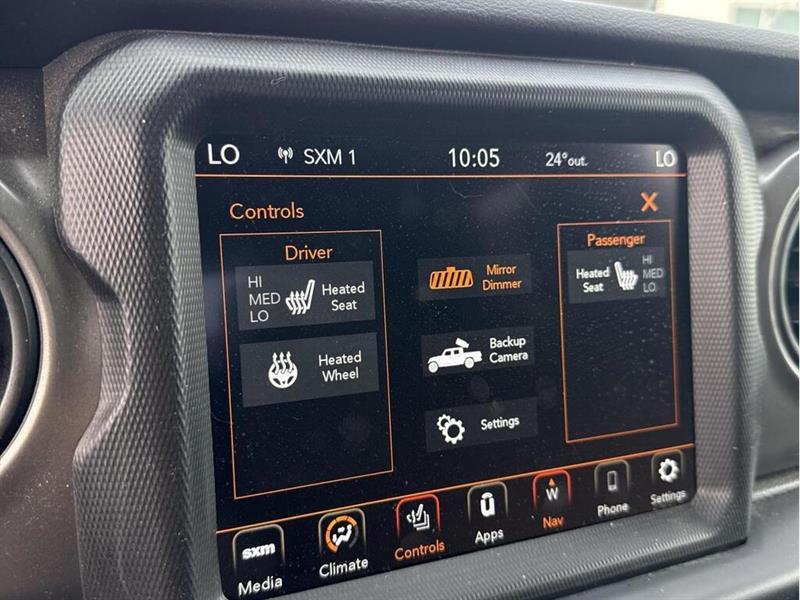 LO SXM 1 10:05 24° out. LO
Controls X
Driver
HI
MED
LO
Heated
Seat
Heated
Wheel
Mirror
Dimmer
Backup
Camera
Settings
Passenger
Heated
Seat
HI
MED
LO
sxm
Media
Climate
Controls
Apps
W
Nav
Phone
Settings